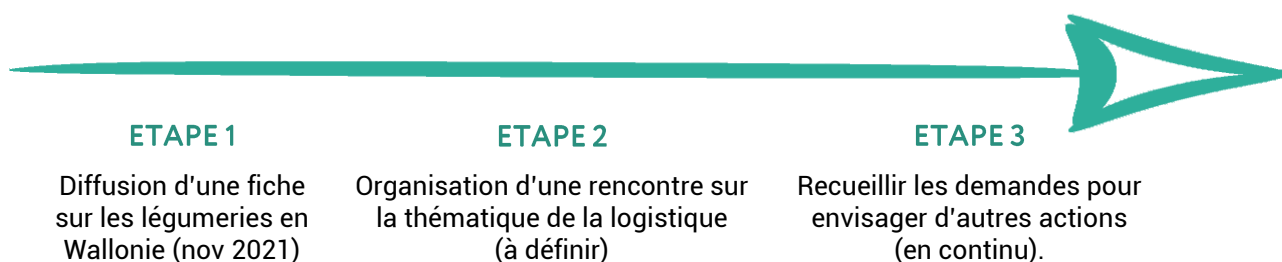 ETAPE 1
Diffusion d'une fiche
sur les légumeries en
Wallonie (nov 2021)
ETAPE 2
Organisation d'une rencontre sur
la thématique de la logistique
(à définir)
ETAPE 3
Recueillir les demandes pour
envisager d'autres actions
(en continu).